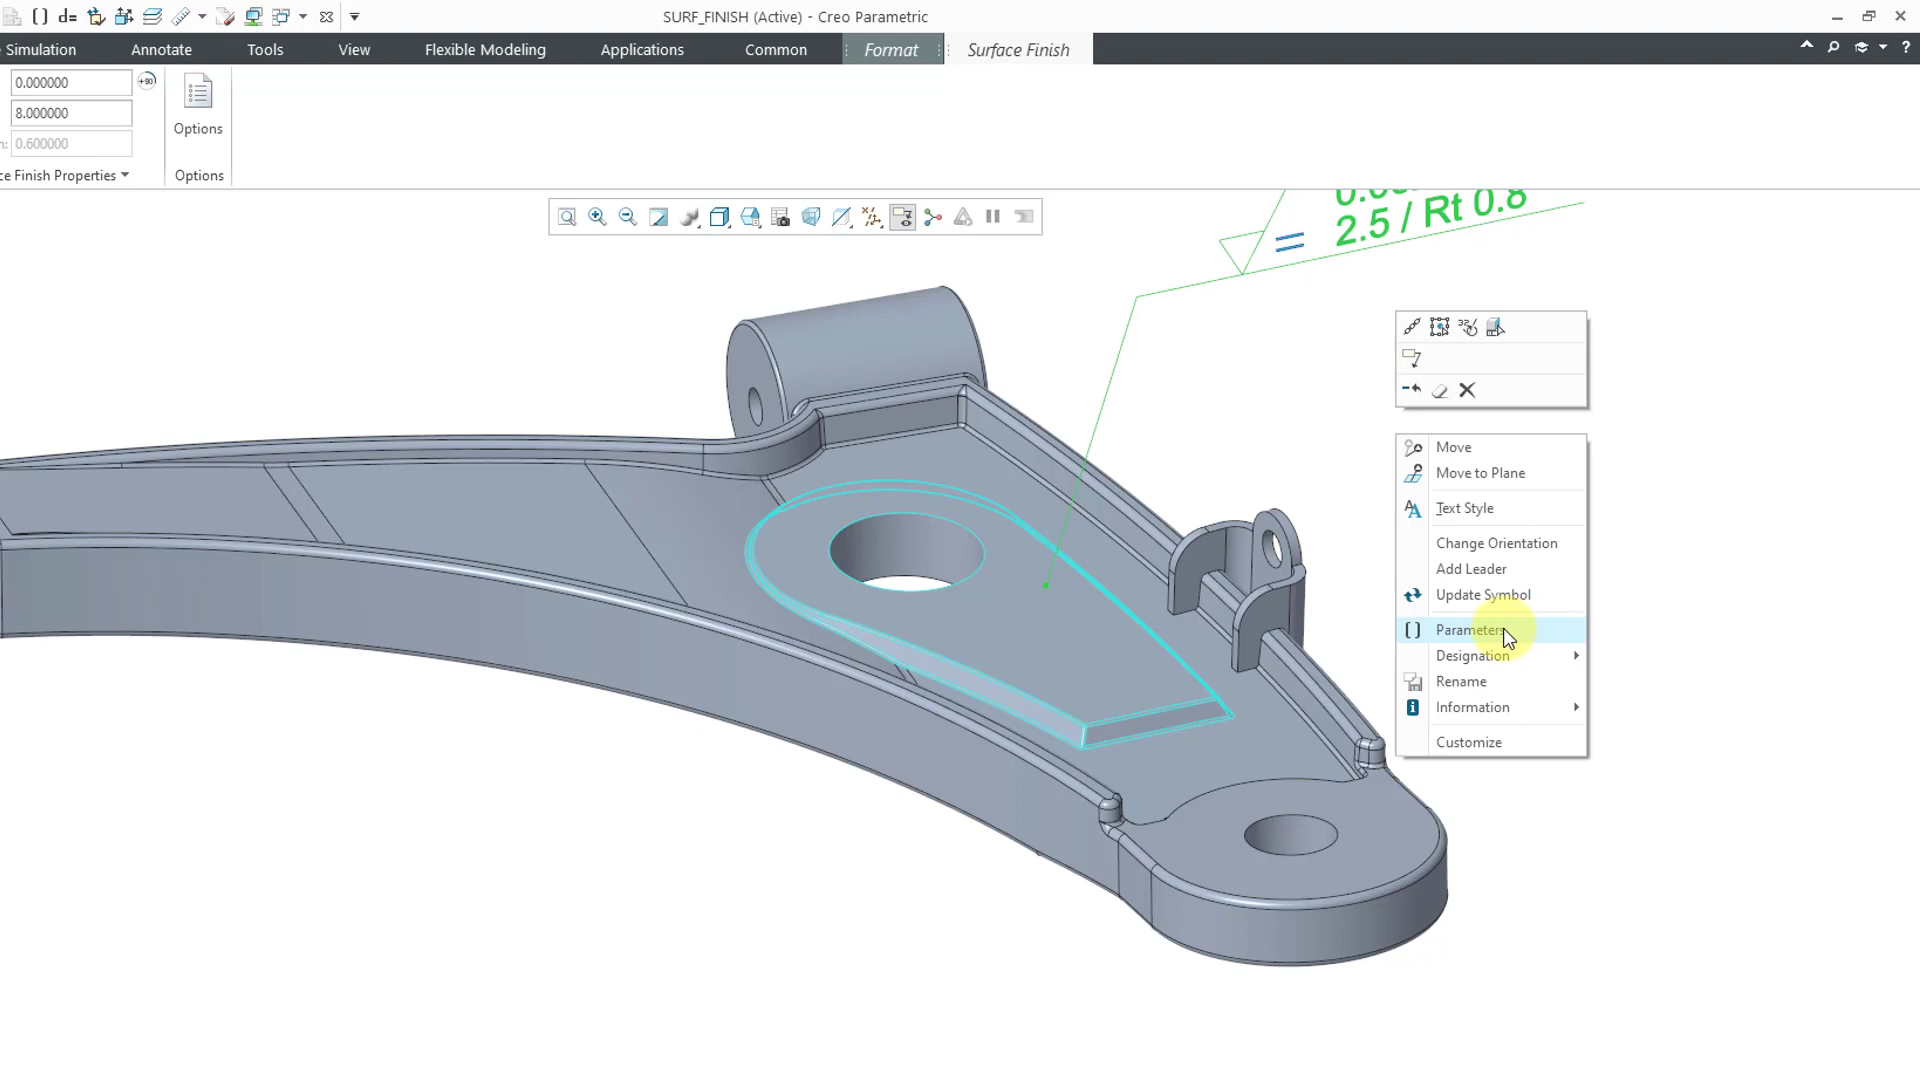 SURF_FINISH (Active) - Creo Parametric
Simulation
Annotate
Tools
View
Flexible Modeling
Applications
Common
Format
Surface Finish
0.000000
+90
8.000000
0.600000
Options
ce Finish Properties
Options
2.5 / Rt 0.8
=
Move
Move to Plane
Text Style
Change Orientation
Add Leader
Update Symbol
Parameters
Designation
Rename
Information
Customize